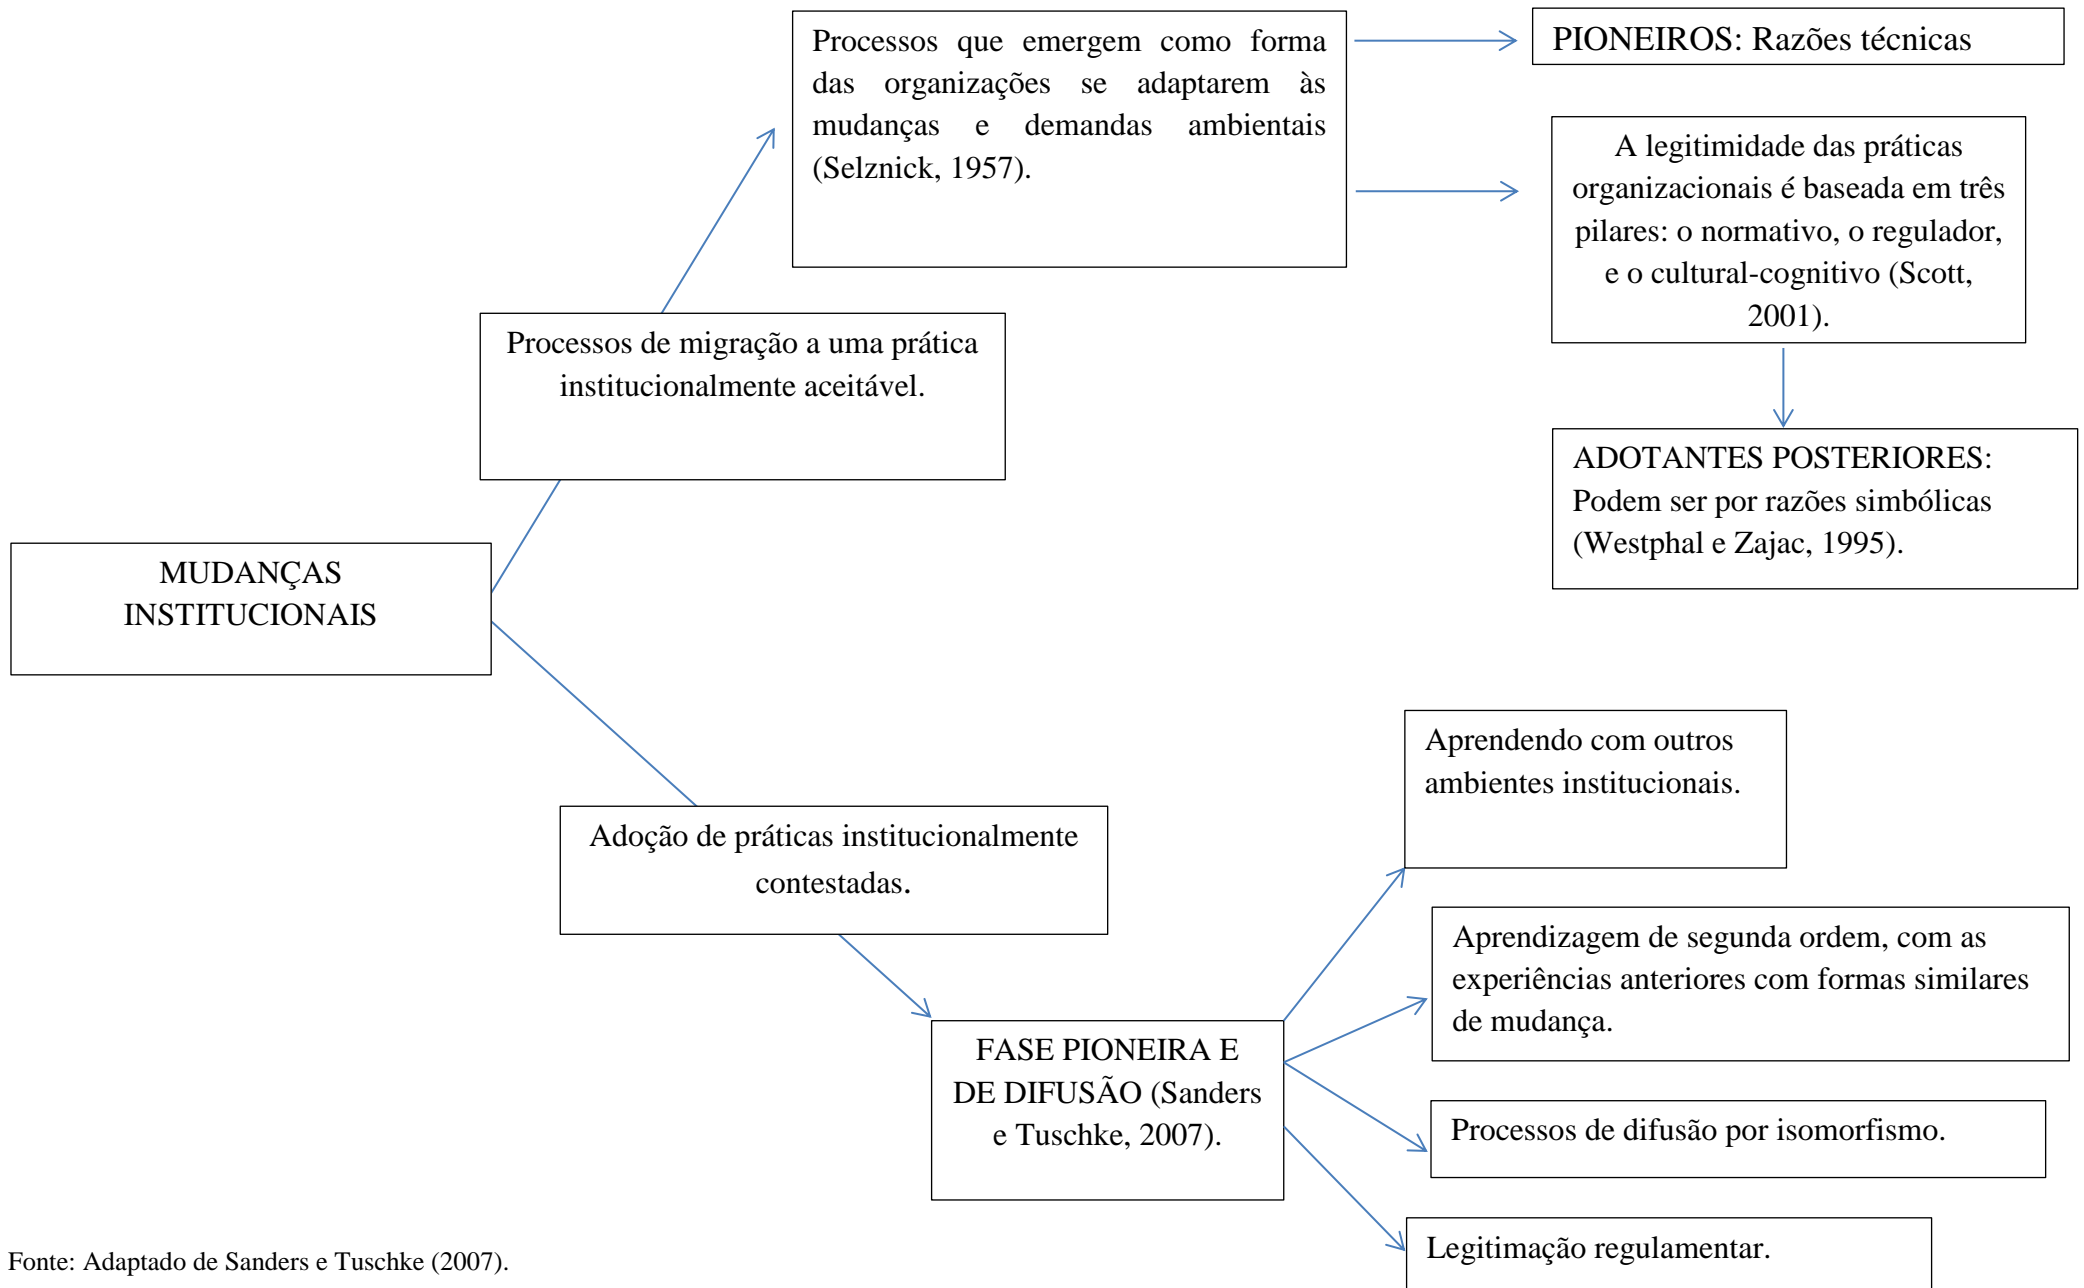 Processos que emergem como forma
das organizações se adaptarem às
mudanças e demandas ambientais
(Selznick, 1957).
PIONEIROS: Razões técnicas
A legitimidade das práticas
organizacionais é baseada em três
pilares: o normativo, o regulador,
e o cultural-cognitivo (Scott,
2001).
Processos de migração a uma prática
institucionalmente aceitável.
ADOTANTES POSTERIORES:
Podem ser por razões simbólicas
(Westphal e Zajac, 1995).
MUDANÇAS
INSTITUCIONAIS
Adoção de práticas institucionalmente
contestadas.
Aprendendo com outros
ambientes institucionais.
Aprendizagem de segunda ordem, com as
experiências anteriores com formas similares
de mudança.
FASE PIONEIRA E
DE DIFUSÃO (Sanders
e Tuschke, 2007).
Processos de difusão por isomorfismo.
Legitimação regulamentar.
Fonte: Adaptado de Sanders e Tuschke (2007).